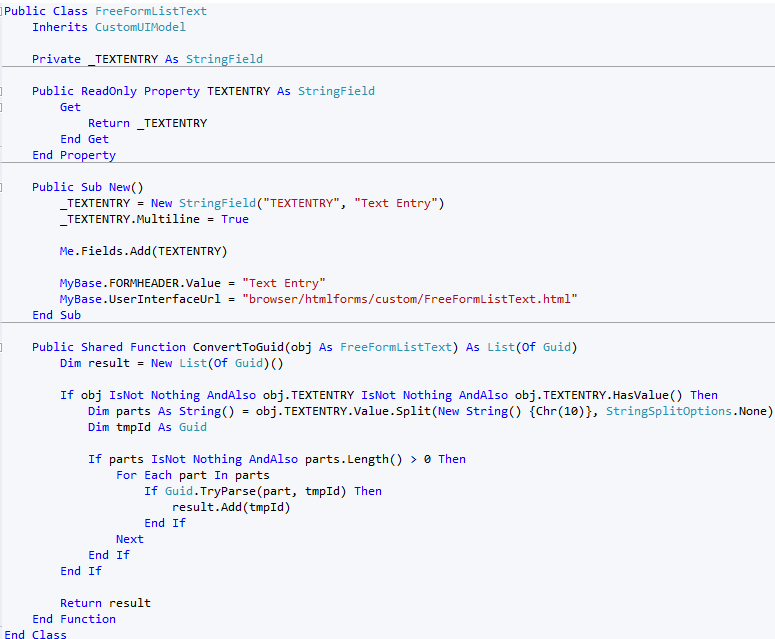 Public Class FreeFormListText
    Inherits CustomUIModel

    Private _TEXTENTRY As StringField

    Public ReadOnly Property TEXTENTRY As StringField
        Get
            Return _TEXTENTRY
        End Get
    End Property

    Public Sub New()
        _TEXTENTRY = New StringField("TEXTENTRY", "Text Entry")
        _TEXTENTRY.Multiline = True

        Me.Fields.Add(TEXTENTRY)

        MyBase.FORMHEADER.Value = "Text Entry"
        MyBase.UserInterfaceUrl = "browser/htmlforms/custom/FreeFormListText.html"
    End Sub

    Public Shared Function ConvertToGuid(obj As FreeFormListText) As List(Of Guid)
        Dim result = New List(Of Guid)()

        If obj IsNot Nothing AndAlso obj.TEXTENTRY IsNot Nothing AndAlso obj.TEXTENTRY.HasValue() Then
            Dim parts As String() = obj.TEXTENTRY.Value.Split(New String() {Chr(10)}, StringSplitOptions.None)
            Dim tmpId As Guid

            If parts IsNot Nothing AndAlso parts.Length() > 0 Then
                For Each part In parts
                    If Guid.TryParse(part, tmpId) Then
                        result.Add(tmpId)
                    End If
                Next
            End If
        End If

        Return result
    End Function
End Class